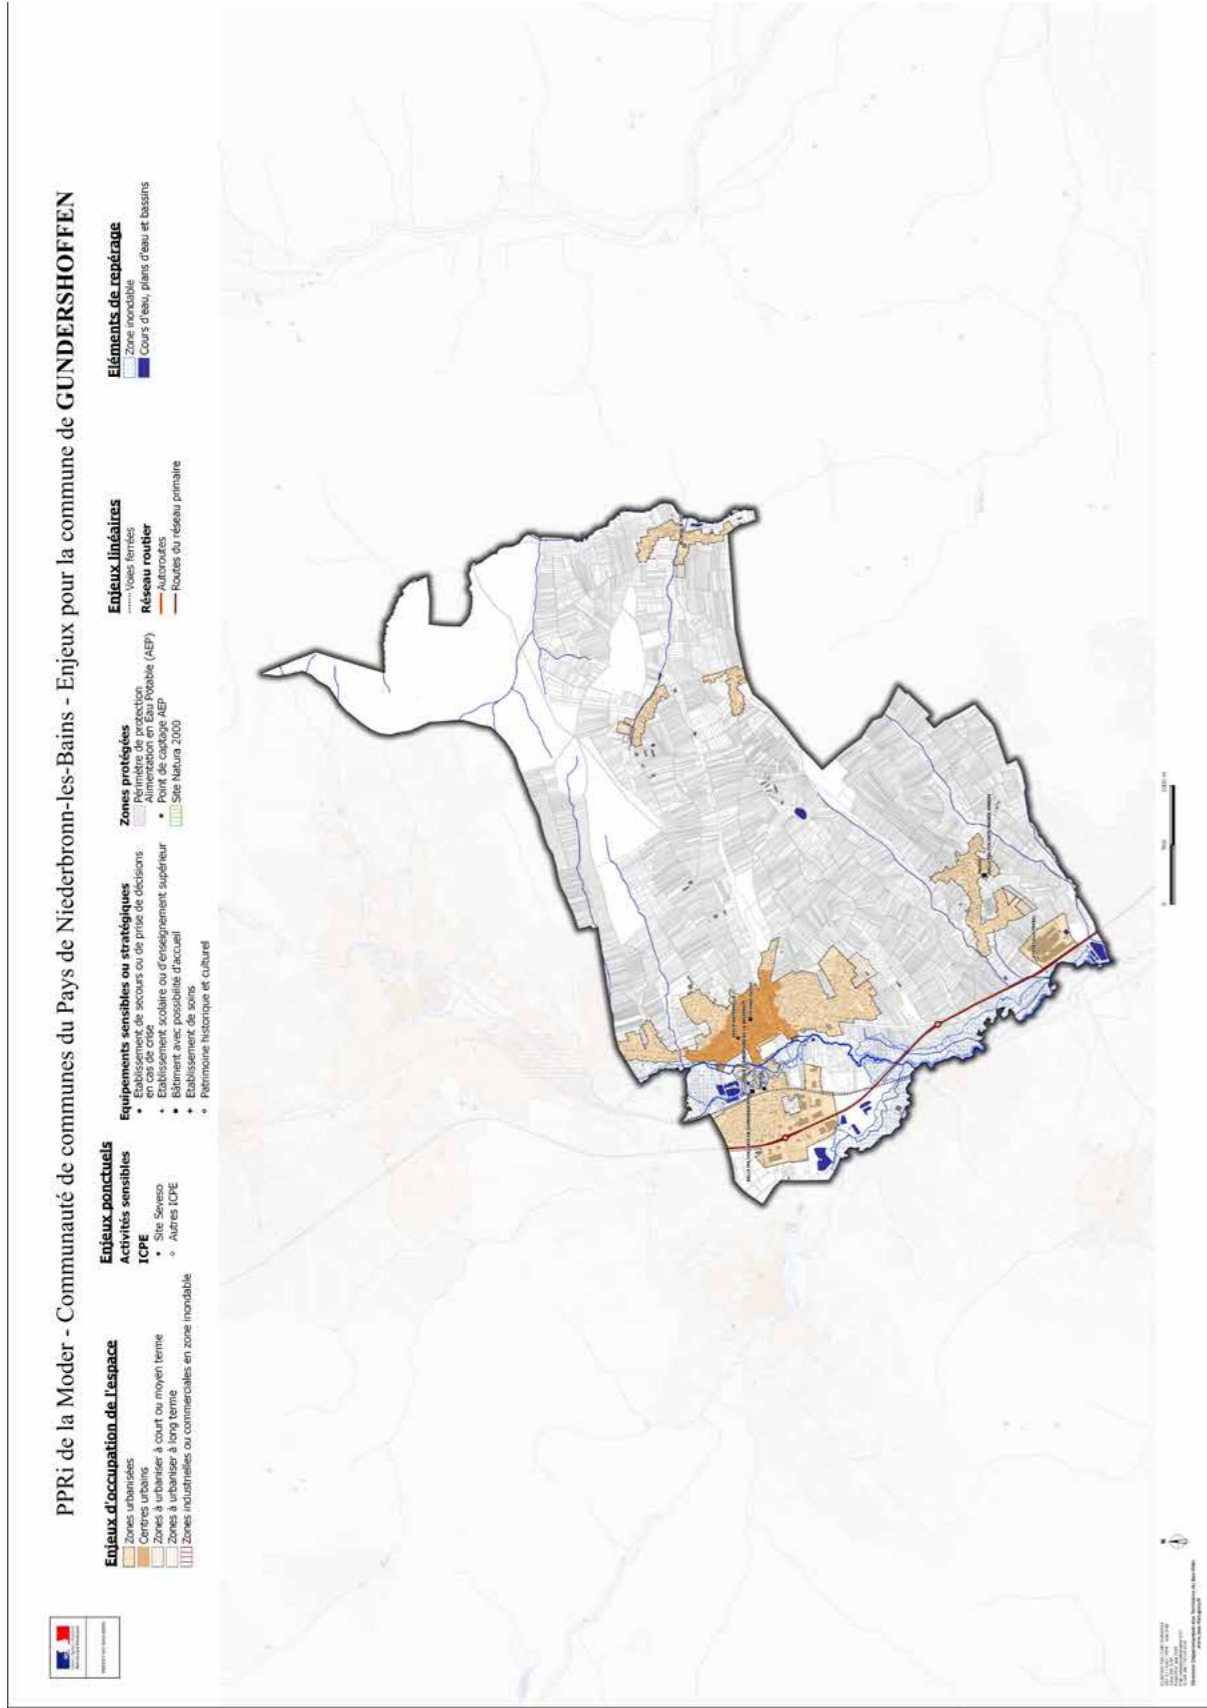 PPRi de la Moder - Communauté de communes du Pays de Niederbronn-les-Bains - Enjeux pour la commune de GUNDERSHOFFEN
Enjeux d'occupation de l'espace
Zones urbanisées
Centres urbains
Zones à urbaniser à court ou moyen terme
Zones à urbaniser à long terme
Zones industrielles ou commerciales en zone inondable
Enjeux ponctuels
Activités sensibles
ICPE
Site Seveso
Autres ICPE
Equipements sensibles ou stratégiques
Etablissement de secours ou de prise de décisions
en cas de crise
Etablissement scolaire ou d'enseignement supérieur
Bâtiment avec possibilité d'accueil
Etablissement de soins
Patrimoine historique et culturel
Zones protégées
Périmètre de protection
Alimentation en Eau Potable (AEP)
Point de captage AEP
Site Natura 2000
Enjeux linéaires
Voies ferrées
Réseau routier
Autoroutes
Routes du réseau primaire
Eléments de repérage
Zone inondable
Cours d'eau, plans d'eau et bassins